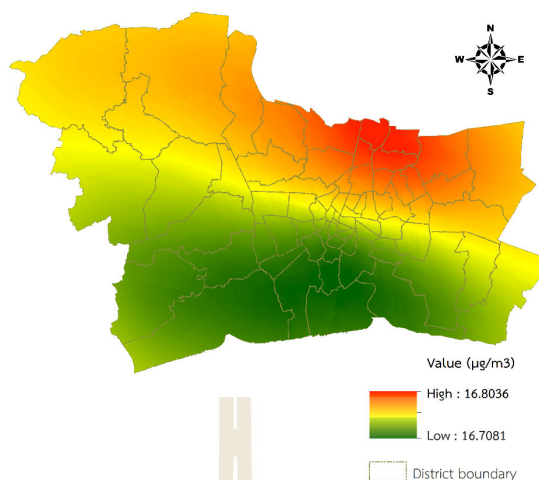 N
W E
S
Value (µg/m3)
High : 16.8036
Low : 16.7081
District boundary